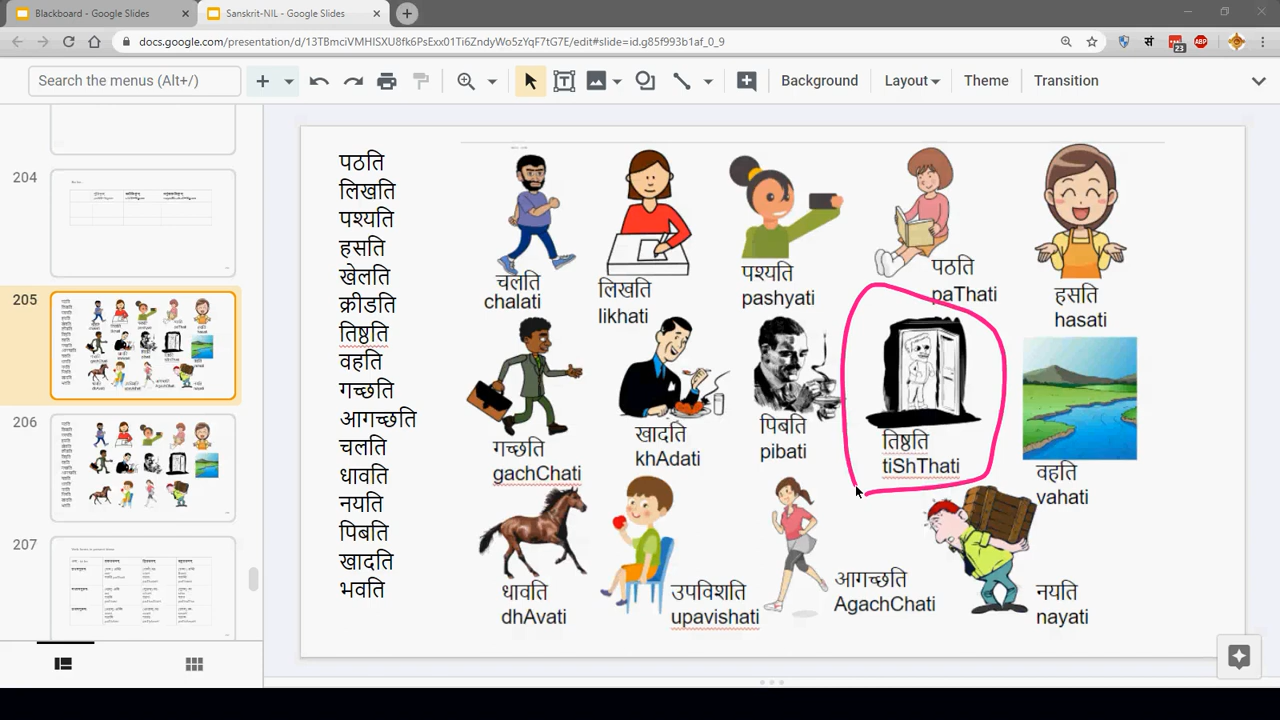 Blackboard - Google Slides
Sanskrit-NIL - Google Slides
docs.google.com/presentation/d/13TBmciVMHISXU8fk6PsExx01Ti6ZndyWo5zYqF7tG7E/edit#slide=id.g85f993b1af_0_9
सं
23
ABP
Search the menus (Alt+/)
Background
Layout
Theme
Transition
204
205
206
207
पठति
लिखति
पश्यति
हसति
खेलति
क्रीडति
तिष्ठति
वहति
गच्छति
आगच्छति
चलति
धावति
नयति
पिबति
खादति
भवति
चलति
chalati
लिखति
likhati
पश्यति
pashyati
पठति
paThati
हसति
hasati
गच्छति
gachChati
खादति
khAdati
पिबति
pibati
तिष्ठति
tiShThati
वहति
vahati
धावति
dhAvati
उपविशति
upavishati
आगच्छति
AgachChati
नयति
nayati